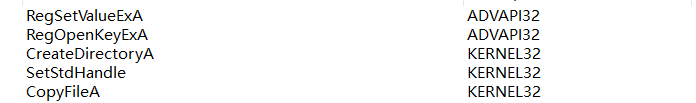 RegSetValueExA ADVAPI32
RegOpenKeyExA ADVAPI32
CreateDirectoryA KERNEL32
SetStdHandle KERNEL32
CopyFileA KERNEL32